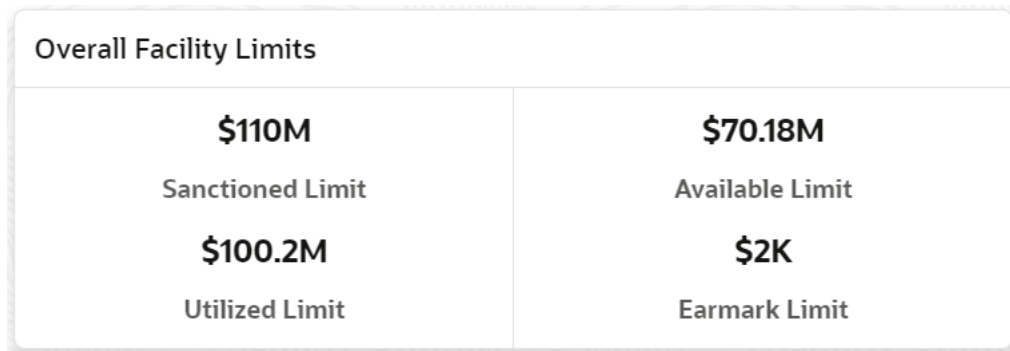 Overall Facility Limits
$110M
Sanctioned Limit
$70.18M
Available Limit
$100.2M
Utilized Limit
$2K
Earmark Limit